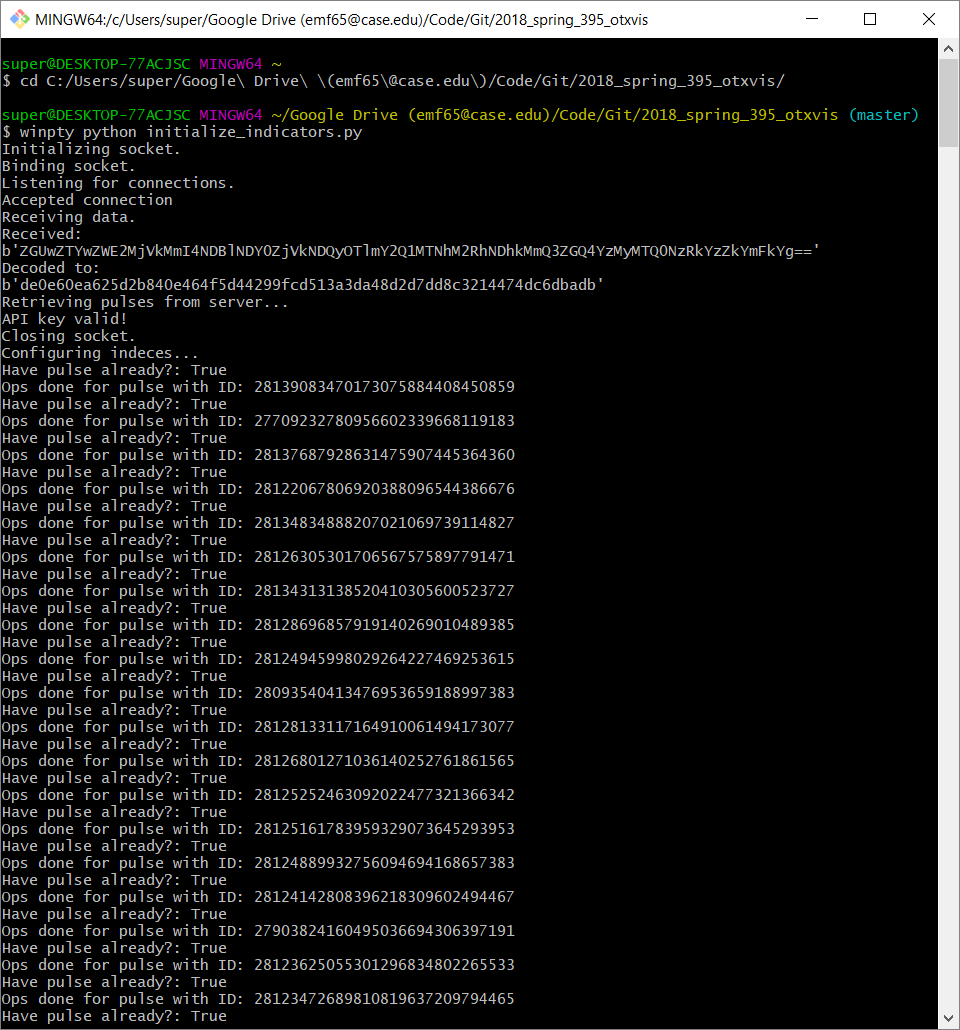 MINGW64:/c/Users/super/Google Drive (emf65@case.edu)/Code/Git/2018_spring_395_otxvis
super@DESKTOP-77ACJSC MINGW64 ~
$ cd C:/Users/super/Google\ Drive\ \(emf65\@case.edu\)/Code/Git/2018_spring_395_otxvis/
super@DESKTOP-77ACJSC MINGW64 ~/Google Drive (emf65@case.edu)/Code/Git/2018_spring_395_otxvis (master)
$ winpty python initialize_indicators.py
Initializing socket.
Binding socket.
Listening for connections.
Accepted connection
Receiving data.
Received:
b'ZGUwZTYwZWE2MjVkMmI4NDBlNDY0ZjVkNDQyOTlmY2Q1MTNhM2RhNDhkMmQ3ZGQ4YzMyMTQ0NzRkYzZkYmFkYg=='
Decoded to:
b'de0e60ea625d2b840e464f5d44299fcd513a3da48d2d7dd8c3214474dc6dbadb'
Retrieving pulses from server...
API key valid!
Closing socket.
Configuring indeces...
Have pulse already?: True
Ops done for pulse with ID: 28139083470173075884408450859
Have pulse already?: True
Ops done for pulse with ID: 27709232780956602339668119183
Have pulse already?: True
Ops done for pulse with ID: 28137687928631475907445364360
Have pulse already?: True
Ops done for pulse with ID: 28122067806920388096544386676
Have pulse already?: True
Ops done for pulse with ID: 28134834888207021069739114827
Have pulse already?: True
Ops done for pulse with ID: 28126305301706567575897791471
Have pulse already?: True
Ops done for pulse with ID: 28134313138520410305600523727
Have pulse already?: True
Ops done for pulse with ID: 28128696857919140269010489385
Have pulse already?: True
Ops done for pulse with ID: 28124945998029264227469253615
Have pulse already?: True
Ops done for pulse with ID: 28093540413476953659188997383
Have pulse already?: True
Ops done for pulse with ID: 28128133117164910061494173077
Have pulse already?: True
Ops done for pulse with ID: 28126801271036140252761861565
Have pulse already?: True
Ops done for pulse with ID: 28125252463092022477321366342
Have pulse already?: True
Ops done for pulse with ID: 28125161783959329073645293953
Have pulse already?: True
Ops done for pulse with ID: 28124889932756094694168657383
Have pulse already?: True
Ops done for pulse with ID: 28124142808396218309602494467
Have pulse already?: True
Ops done for pulse with ID: 27903824160495036694306397191
Have pulse already?: True
Ops done for pulse with ID: 28123625055301296834802265533
Have pulse already?: True
Ops done for pulse with ID: 28123472689810819637209794465
Have pulse already?: True